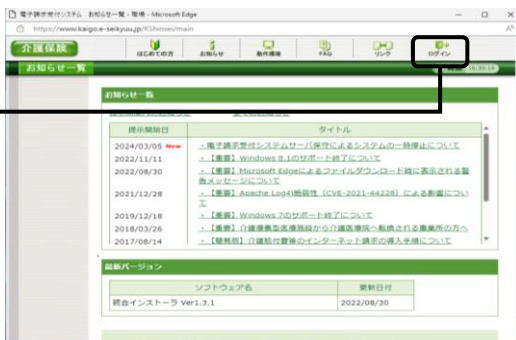 電子請求受付システム お知らせ一覧 - 職場 - Microsoft Edge
https://www.kaigo.e-seikyuu.jp/KShinsei/main
介護保険
はじめての方
お知らせ
動作環境
FAQ
リンク
ログイン
お知らせ一覧
お知らせ一覧
掲示開始日 タイトル
2024/03/05 New ・電子請求受付システムサーバ保守によるシステムの一時停止について
2022/11/11 ・【重要】Windows 8.1のサポート終了について
2022/08/30 ・【重要】Microsoft Edgeによるファイルダウンロード時に表示される警
告メッセージについて
2021/12/28 ・【重要】Apache Log4j脆弱性（CVE-2021-44228）による影響につい
て
2019/12/18 ・【重要】Windows 7のサポート終了について
2018/03/26 ・【重要】介護療養型医療施設から介護医療院へ転換される事業所の方へ
2017/08/14 ・【簡易版】介護給付費等のインターネット請求の導入手順について
最新バージョン
ソフトウェア名 更新日付
統合インストーラ Ver1.3.1 2022/08/30